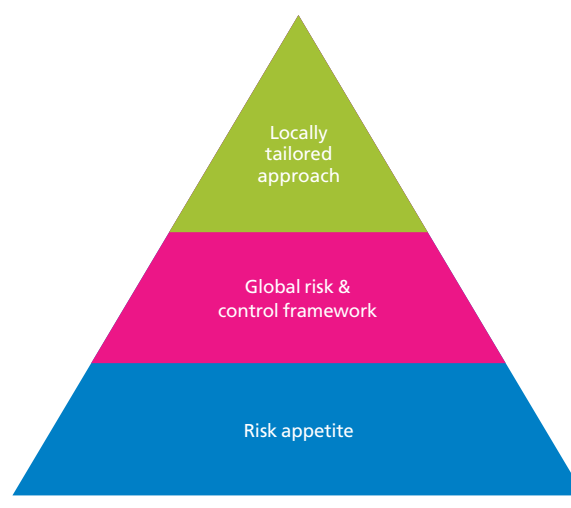 Locally
tailored
approach
Global risk &
control framework
Risk appetite